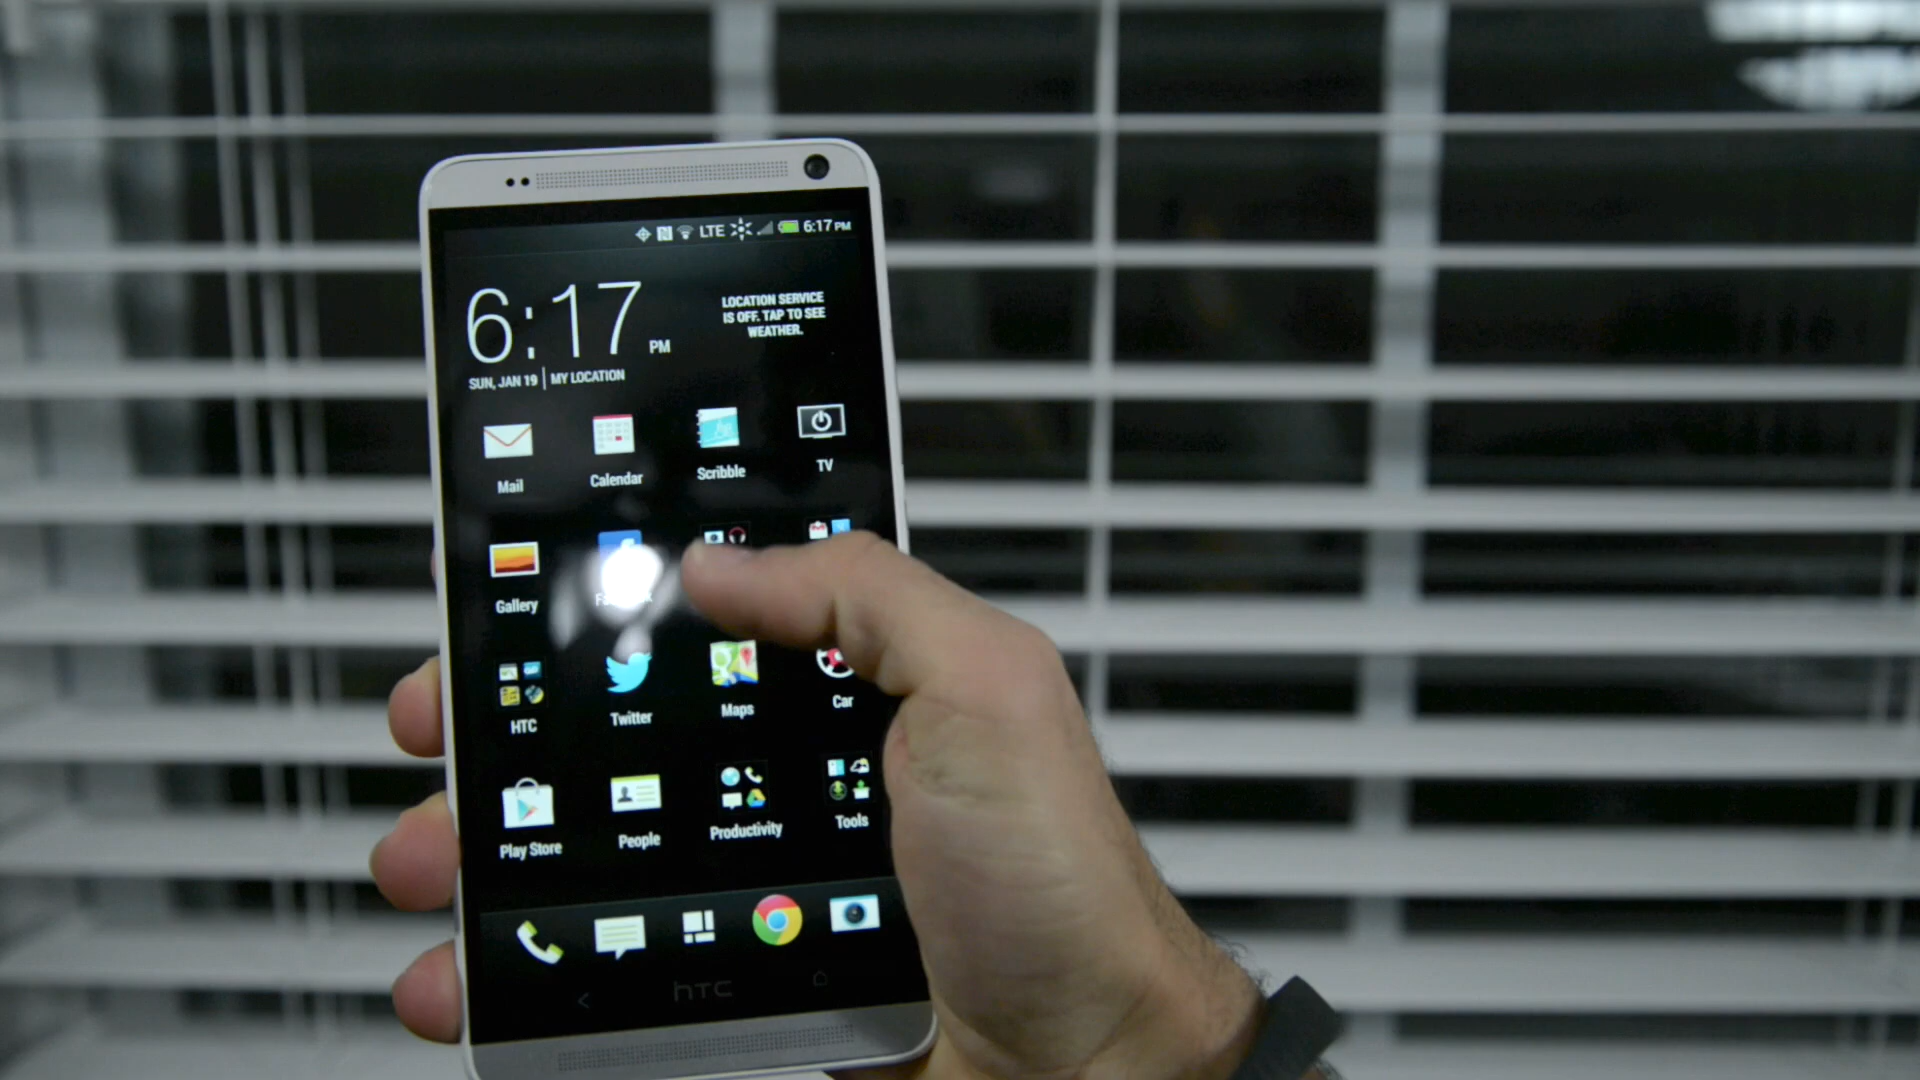 LTE 6:17 PM
6:17 PM
LOCATION SERVICE
IS OFF. TAP TO SEE
WEATHER.
SUN, JAN 19 | MY LOCATION
Mail Calendar Scribble TV
Gallery
HTC Twitter Maps Car
Play Store People Productivity Tools
hTC